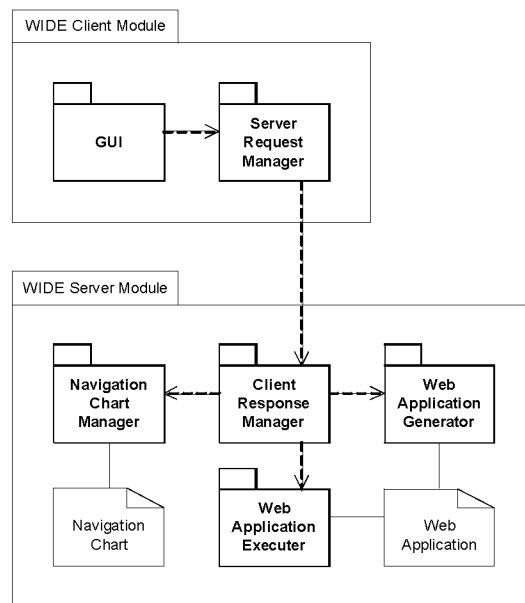 WIDE Client Module
GUI
Server
Request
Manager
WIDE Server Module
Navigation
Chart
Manager
Client
Response
Manager
Web
Application
Generator
Navigation
Chart
Web
Application
Executer
Web
Application